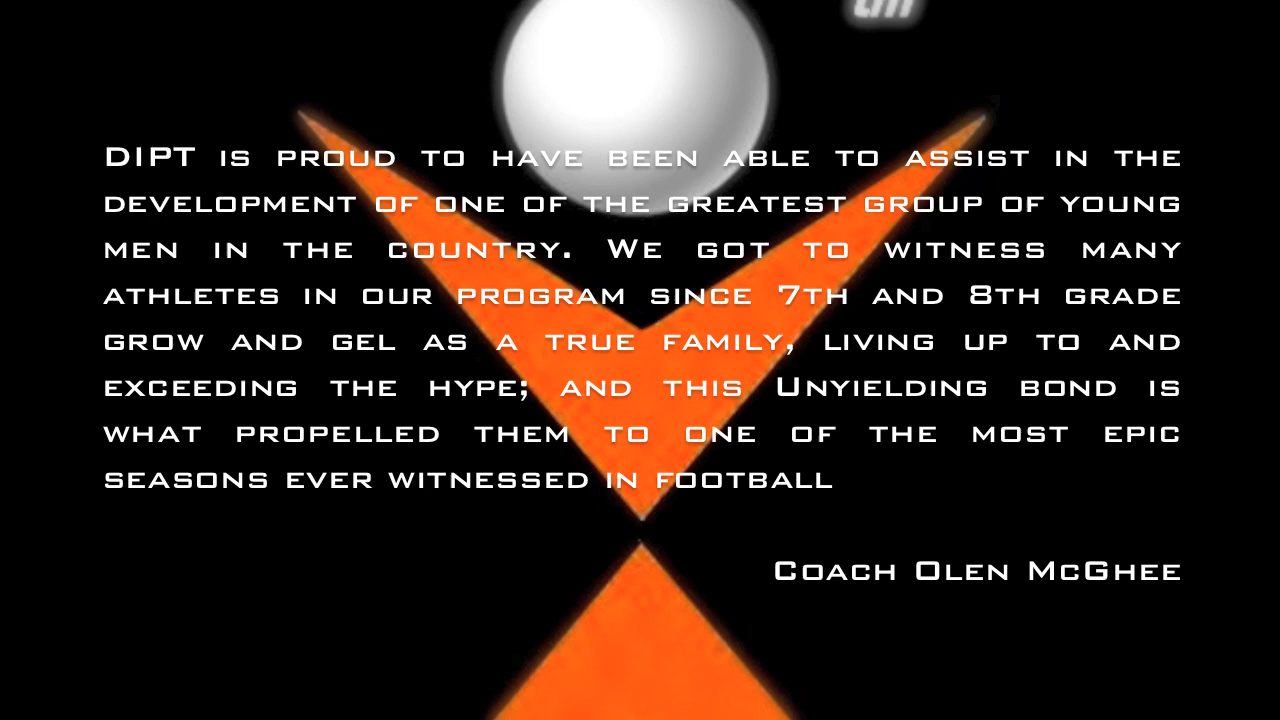 DIPT IS PROUD TO HAVE BEEN ABLE TO ASSIST IN THE
DEVELOPMENT OF ONE OF THE GREATEST GROUP OF YOUNG
MEN IN THE COUNTRY. WE GOT TO WITNESS MANY
ATHLETES IN OUR PROGRAM SINCE 7TH AND 8TH GRADE
GROW AND GEL AS A TRUE FAMILY, LIVING UP TO AND
EXCEEDING THE HYPE; AND THIS UNYIELDING BOND IS
WHAT PROPELLED THEM TO ONE OF THE MOST EPIC
SEASONS EVER WITNESSED IN FOOTBALL
COACH OLEN MCGHEE